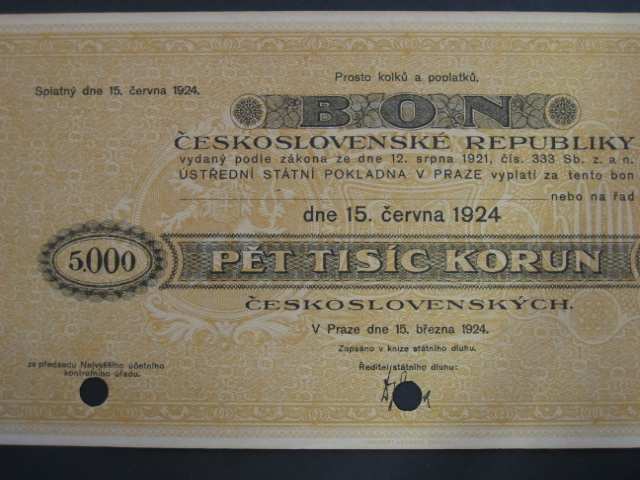 Prosto kolků a poplatků.
Splatný dne 15. června 1924.
BON
ČESKOSLOVENSKÉ REPUBLIKY
vydaný podle zákona ze dne 12. srpna 1921, čís. 333 Sb. z. a n.
ÚSTŘEDNÍ STÁTNÍ POKLADNA V PRAZE vyplatí za tento bon
nebo na řad
dne 15. června 1924
5.000 PĚT TISÍC KORUN
ČESKOSLOVENSKÝCH.
V Praze dne 15. března 1924.
Zapsáno v knize státního dluhu.
za předsedu Nejvyššího účetního
kontrolního úřadu.
Ředitel státního dluhu: